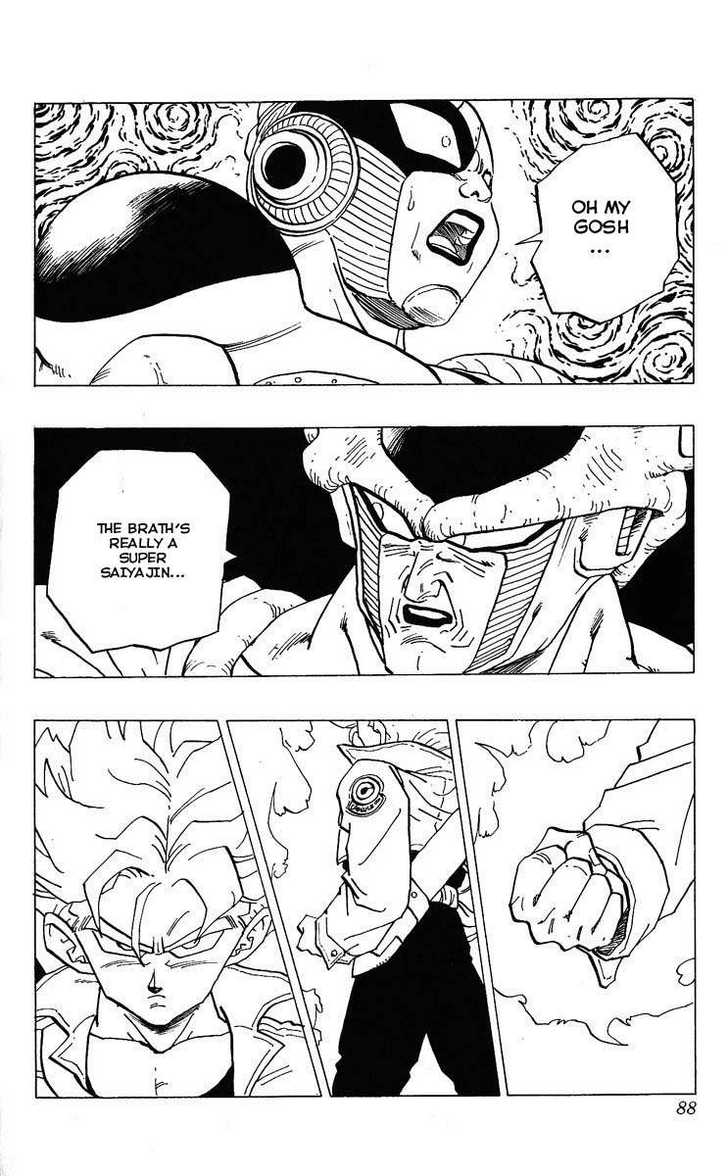 OH MY
GOSH
...
THE BRATH'S
REALLY A
SUPER
SAIYAJIN...
88